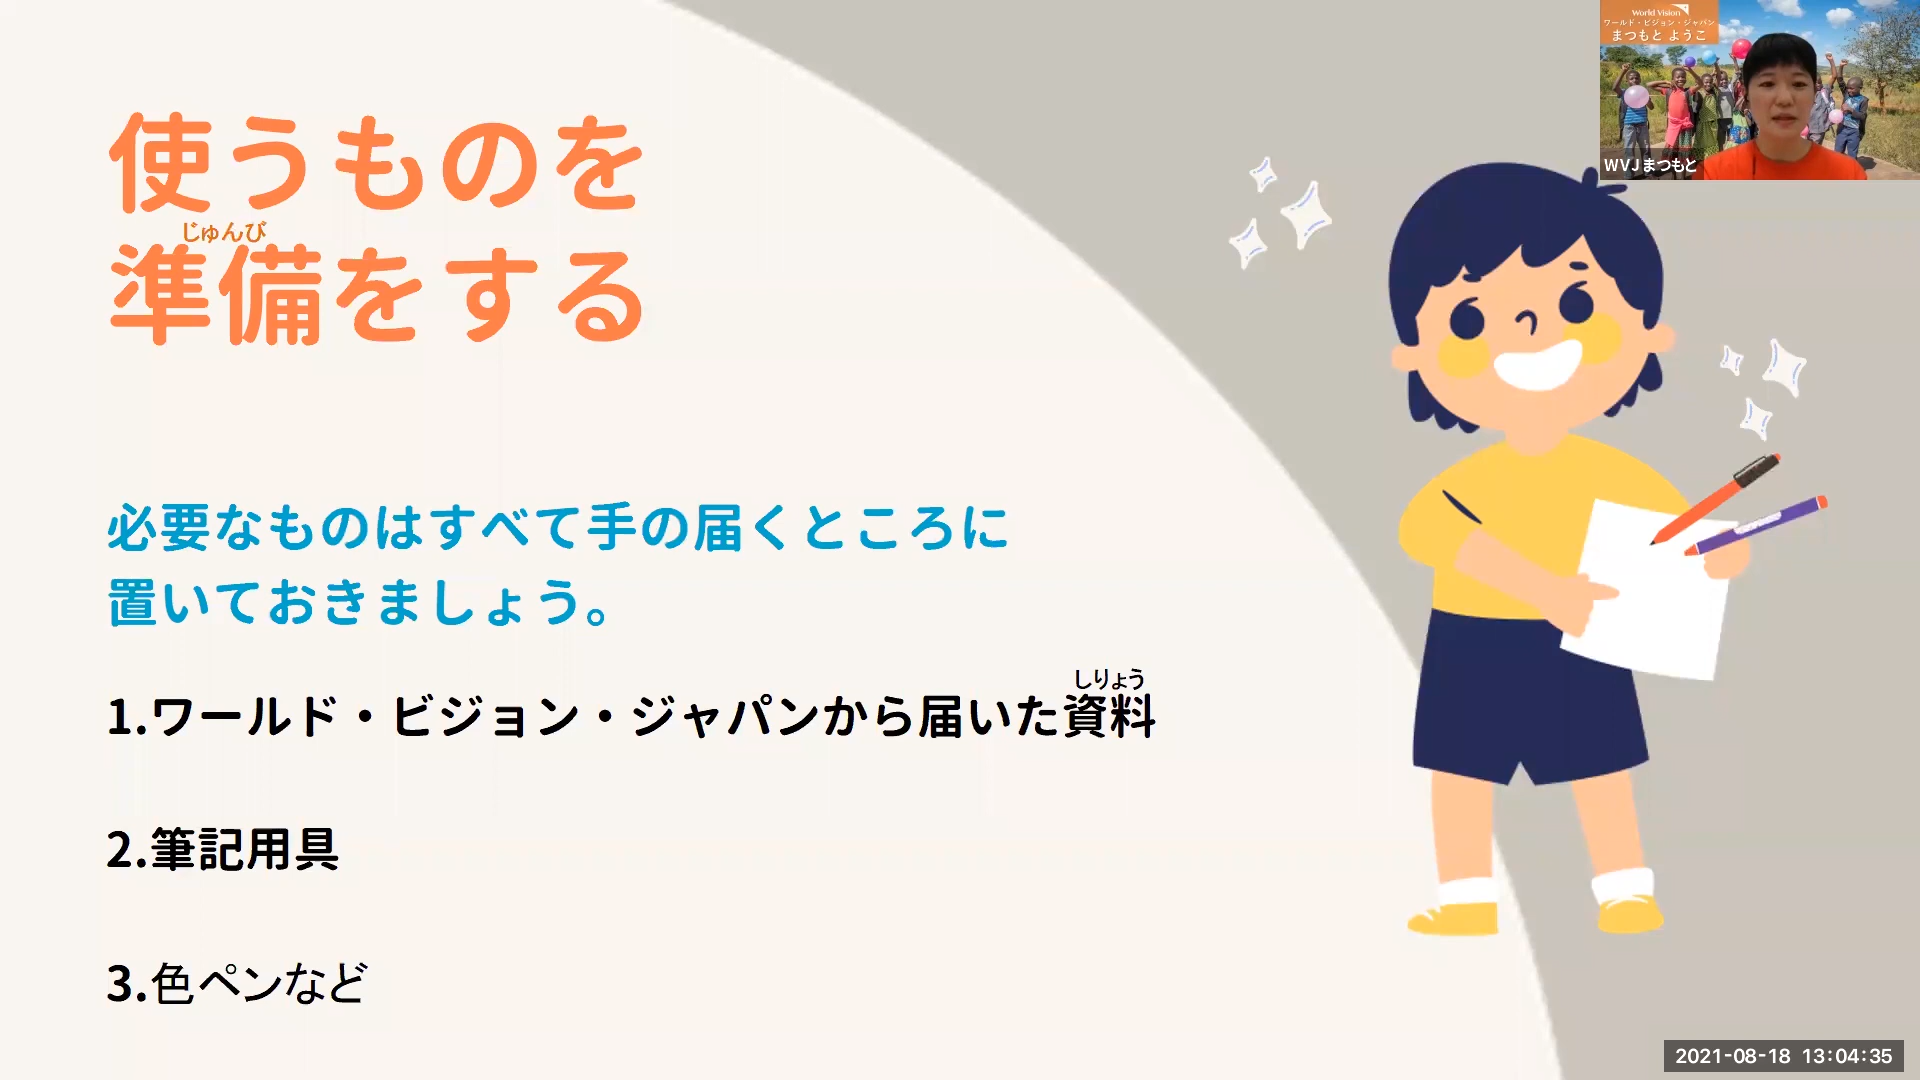 使うものを
じゅんび
準備をする
必要なものはすべて手の届くところに
置いておきましょう。
しりょう
1.ワールド・ビジョン・ジャパンから届いた資料
2.筆記用具
3.色ペンなど
World Vision
ワールド・ビジョン・ジャパン
まつもと ようこ
WVJまつもと
2021-08-18 13:04:35